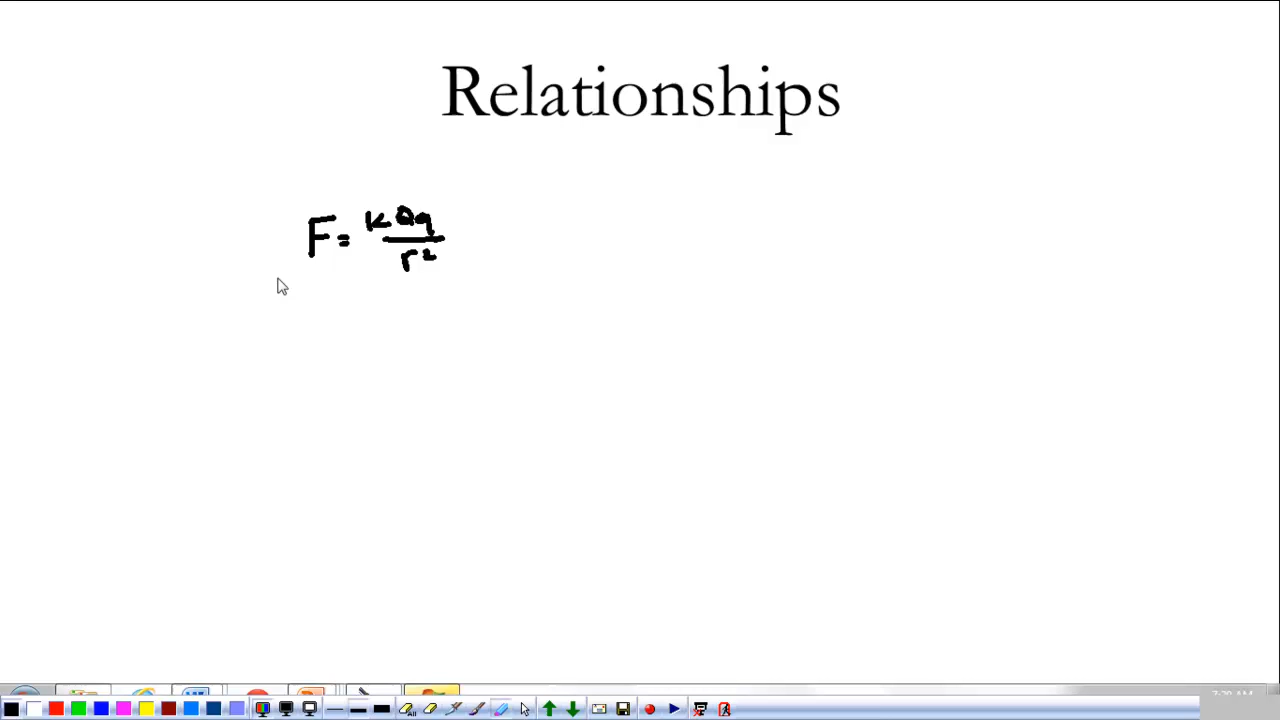 Relationships
F = kQq / r²